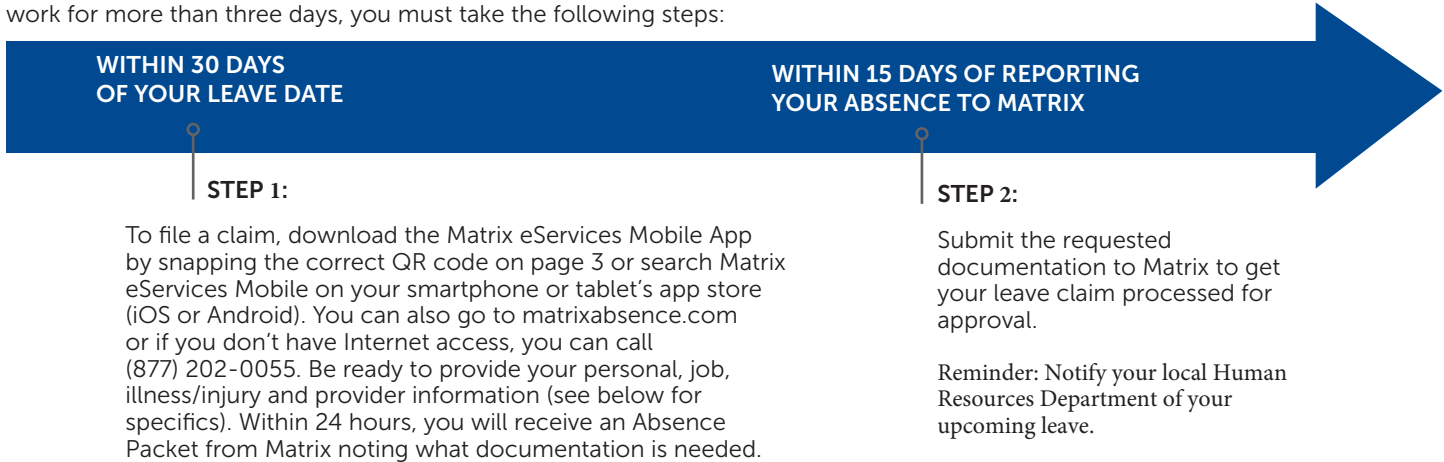 work for more than three days, you must take the following steps:
WITHIN 30 DAYS
OF YOUR LEAVE DATE
STEP 1:
To file a claim, download the Matrix eServices Mobile App
by snapping the correct QR code on page 3 or search Matrix
eServices Mobile on your smartphone or tablet’s app store
(iOS or Android). You can also go to matrixabsence.com
or if you don’t have Internet access, you can call
(877) 202-0055. Be ready to provide your personal, job,
illness/injury and provider information (see below for
specifics). Within 24 hours, you will receive an Absence
Packet from Matrix noting what documentation is needed.
WITHIN 15 DAYS OF REPORTING
YOUR ABSENCE TO MATRIX
STEP 2:
Submit the requested
documentation to Matrix to get
your leave claim processed for
approval.
Reminder: Notify your local Human
Resources Department of your
upcoming leave.